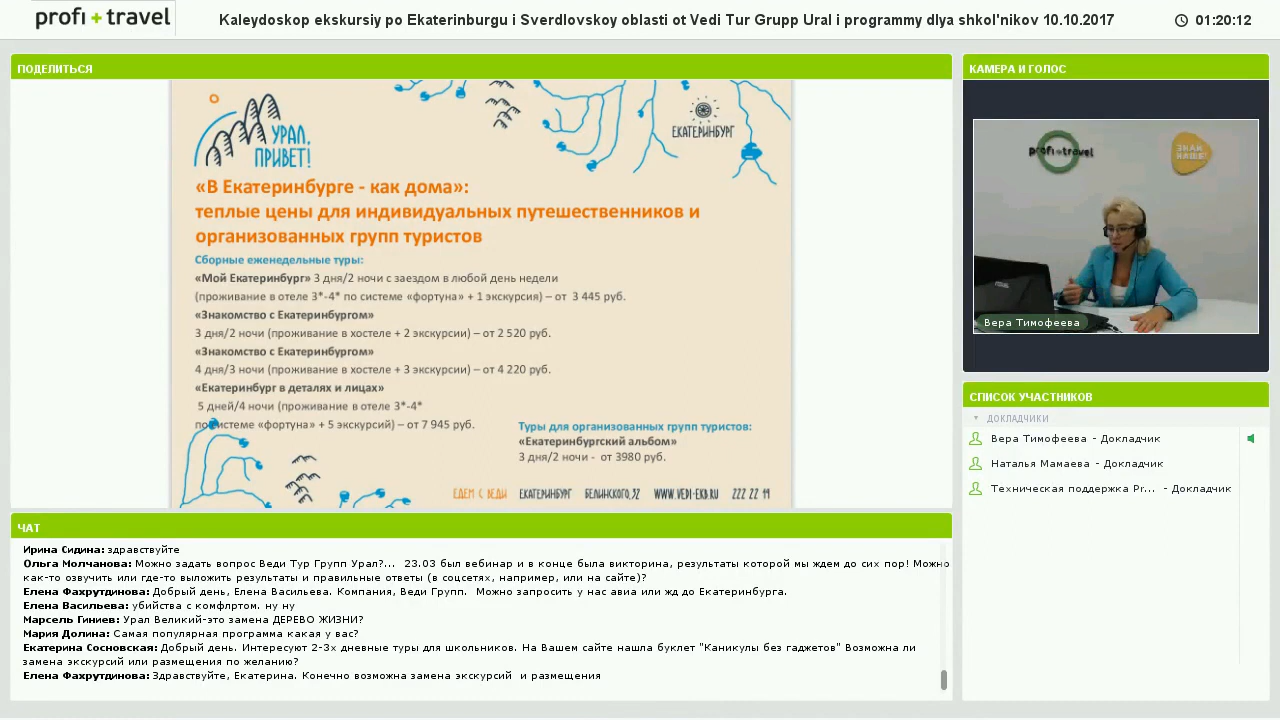 profi + travel
Kaleydoskop ekskursiy po Ekaterinburgu i Sverdlovskoy oblasti ot Vedi Tur Grupp Ural i programmy dlya shkol'nikov 10.10.2017
01:20:12
ПОДЕЛИТЬСЯ
УРАЛ,
ПРИВЕТ!
ЕКАТЕРИНБУРГ
«В Екатеринбурге - как дома»:
теплые цены для индивидуальных путешественников и
организованных групп туристов
Сборные еженедельные туры:
«Мой Екатеринбург» 3 дня/2 ночи с заездом в любой день недели
(проживание в отеле 3*-4* по системе «фортуна» + 1 экскурсия) – от 3 445 руб.
«Знакомство с Екатеринбургом»
3 дня/2 ночи (проживание в хостеле + 2 экскурсии) – от 2 520 руб.
«Знакомство с Екатеринбургом»
4 дня/3 ночи (проживание в хостеле + 3 экскурсии) – от 4 220 руб.
«Екатеринбург в деталях и лицах»
5 дней/4 ночи (проживание в отеле 3*-4*
по системе «фортуна» + 5 экскурсий) – от 7 945 руб.
Туры для организованных групп туристов:
«Екатеринбургский альбом»
3 дня/2 ночи - от 3980 руб.
ЕДЕМ С ВЕДИ ЕКАТЕРИНБУРГ БЕЛИНСКОГО,32 WWW.VEDI-EKB.RU 222 22 19
ЧАТ
Ирина Сидина: здравствуйте
Ольга Молчанова: Можно задать вопрос Веди Тур Групп Урал?... 23.03 был вебинар и в конце была викторина, результаты которой мы ждем до сих пор! Можно
как-то озвучить или где-то выложить результаты и правильные ответы (в соцсетях, например, или на сайте)?
Елена Фахрутдинова: Добрый день, Елена Васильева. Компания, Веди Групп. Можно запросить у нас авиа или жд до Екатеринбурга.
Елена Васильева: убийства с комфлртом. ну ну
Марсель Гиниев: Урал Великий-это замена ДЕРЕВО ЖИЗНИ?
Мария Долина: Самая популярная программа какая у вас?
Екатерина Сосновская: Добрый день. Интересуют 2-3х дневные туры для школьников. На Вашем сайте нашла буклет "Каникулы без гаджетов" Возможна ли
замена экскурсий или размещения по желанию?
Елена Фахрутдинова: Здравствуйте, Екатерина. Конечно возможна замена экскурсий и размещения
КАМЕРА И ГОЛОС
profi travel
ЗНАЙ
НАШЕ!
Вера Тимофеева
СПИСОК УЧАСТНИКОВ
ДОКЛАДЧИКИ
Вера Тимофеева - Докладчик
Наталья Мамаева - Докладчик
Техническая поддержка Pr... - Докладчик